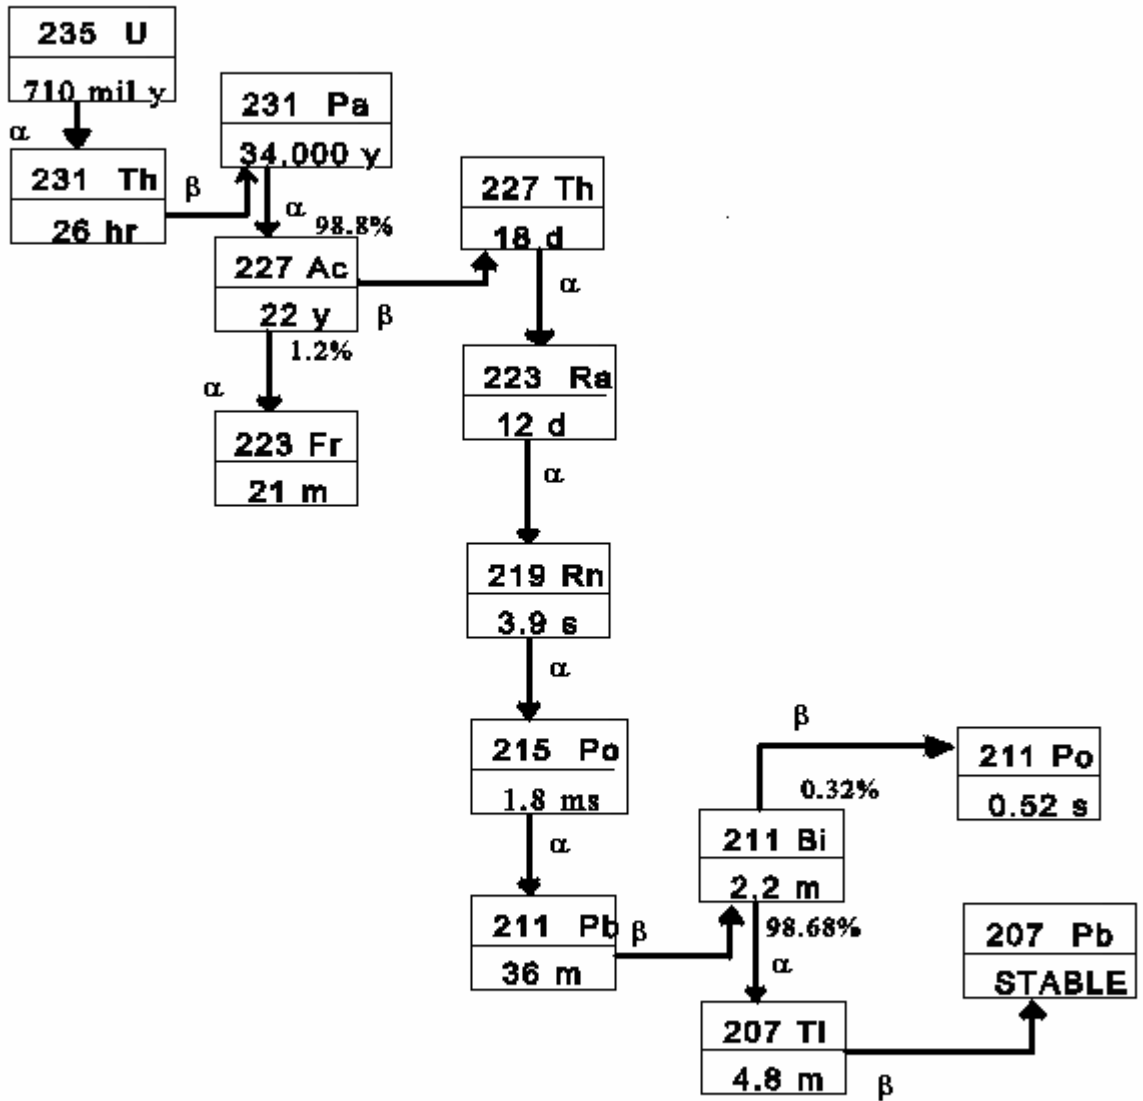 235 U
710 mil y
α
231 Th
26 hr
β
231 Pa
34,000 y
α
98.8%
227 Ac
22 y
β
1.2%
α
223 Fr
21 m
227 Th
18 d
α
223 Ra
12 d
α
219 Rn
3.9 s
α
215 Po
1.8 ms
α
211 Pb
36 m
β
211 Bi
2.2 m
β
0.32%
211 Po
0.52 s
98.68%
α
207 Tl
4.8 m
β
207 Pb
STABLE